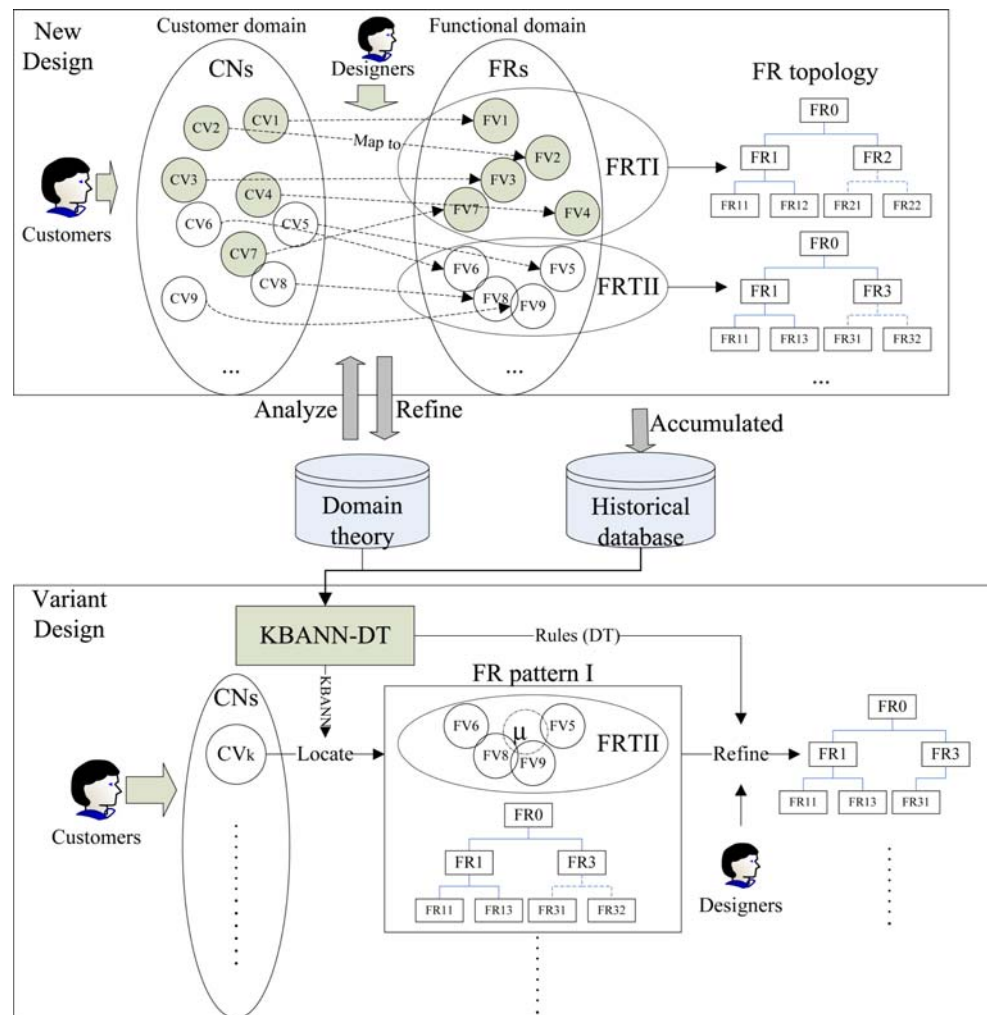 New
Design
Customer domain
Functional domain
CNs
Designers
FRs
FR topology
CV1
CV2
FV1
Map to
FV2
FRTI
CV3
CV4
FV3
FV7
FV4
Customers
CV6
CV5
CV7
CV8
CV9
FV6
FV5
FV8
FV9
FRTII
...
...
FR0
FR1
FR2
FR11
FR12
FR21
FR22
FR0
FR1
FR3
FR11
FR13
FR31
FR32
...
Analyze
Refine
Accumulated
Domain
theory
Historical
database
Variant
Design
KBANN-DT
Rules (DT)
KBANN
CNs
CVk
Locate
Customers
FR pattern I
FV6
μ
FV5
FV8
FV9
FRTII
FR0
FR1
FR3
FR11
FR13
FR31
FR32
Refine
Designers
FR0
FR1
FR3
FR11
FR13
FR31